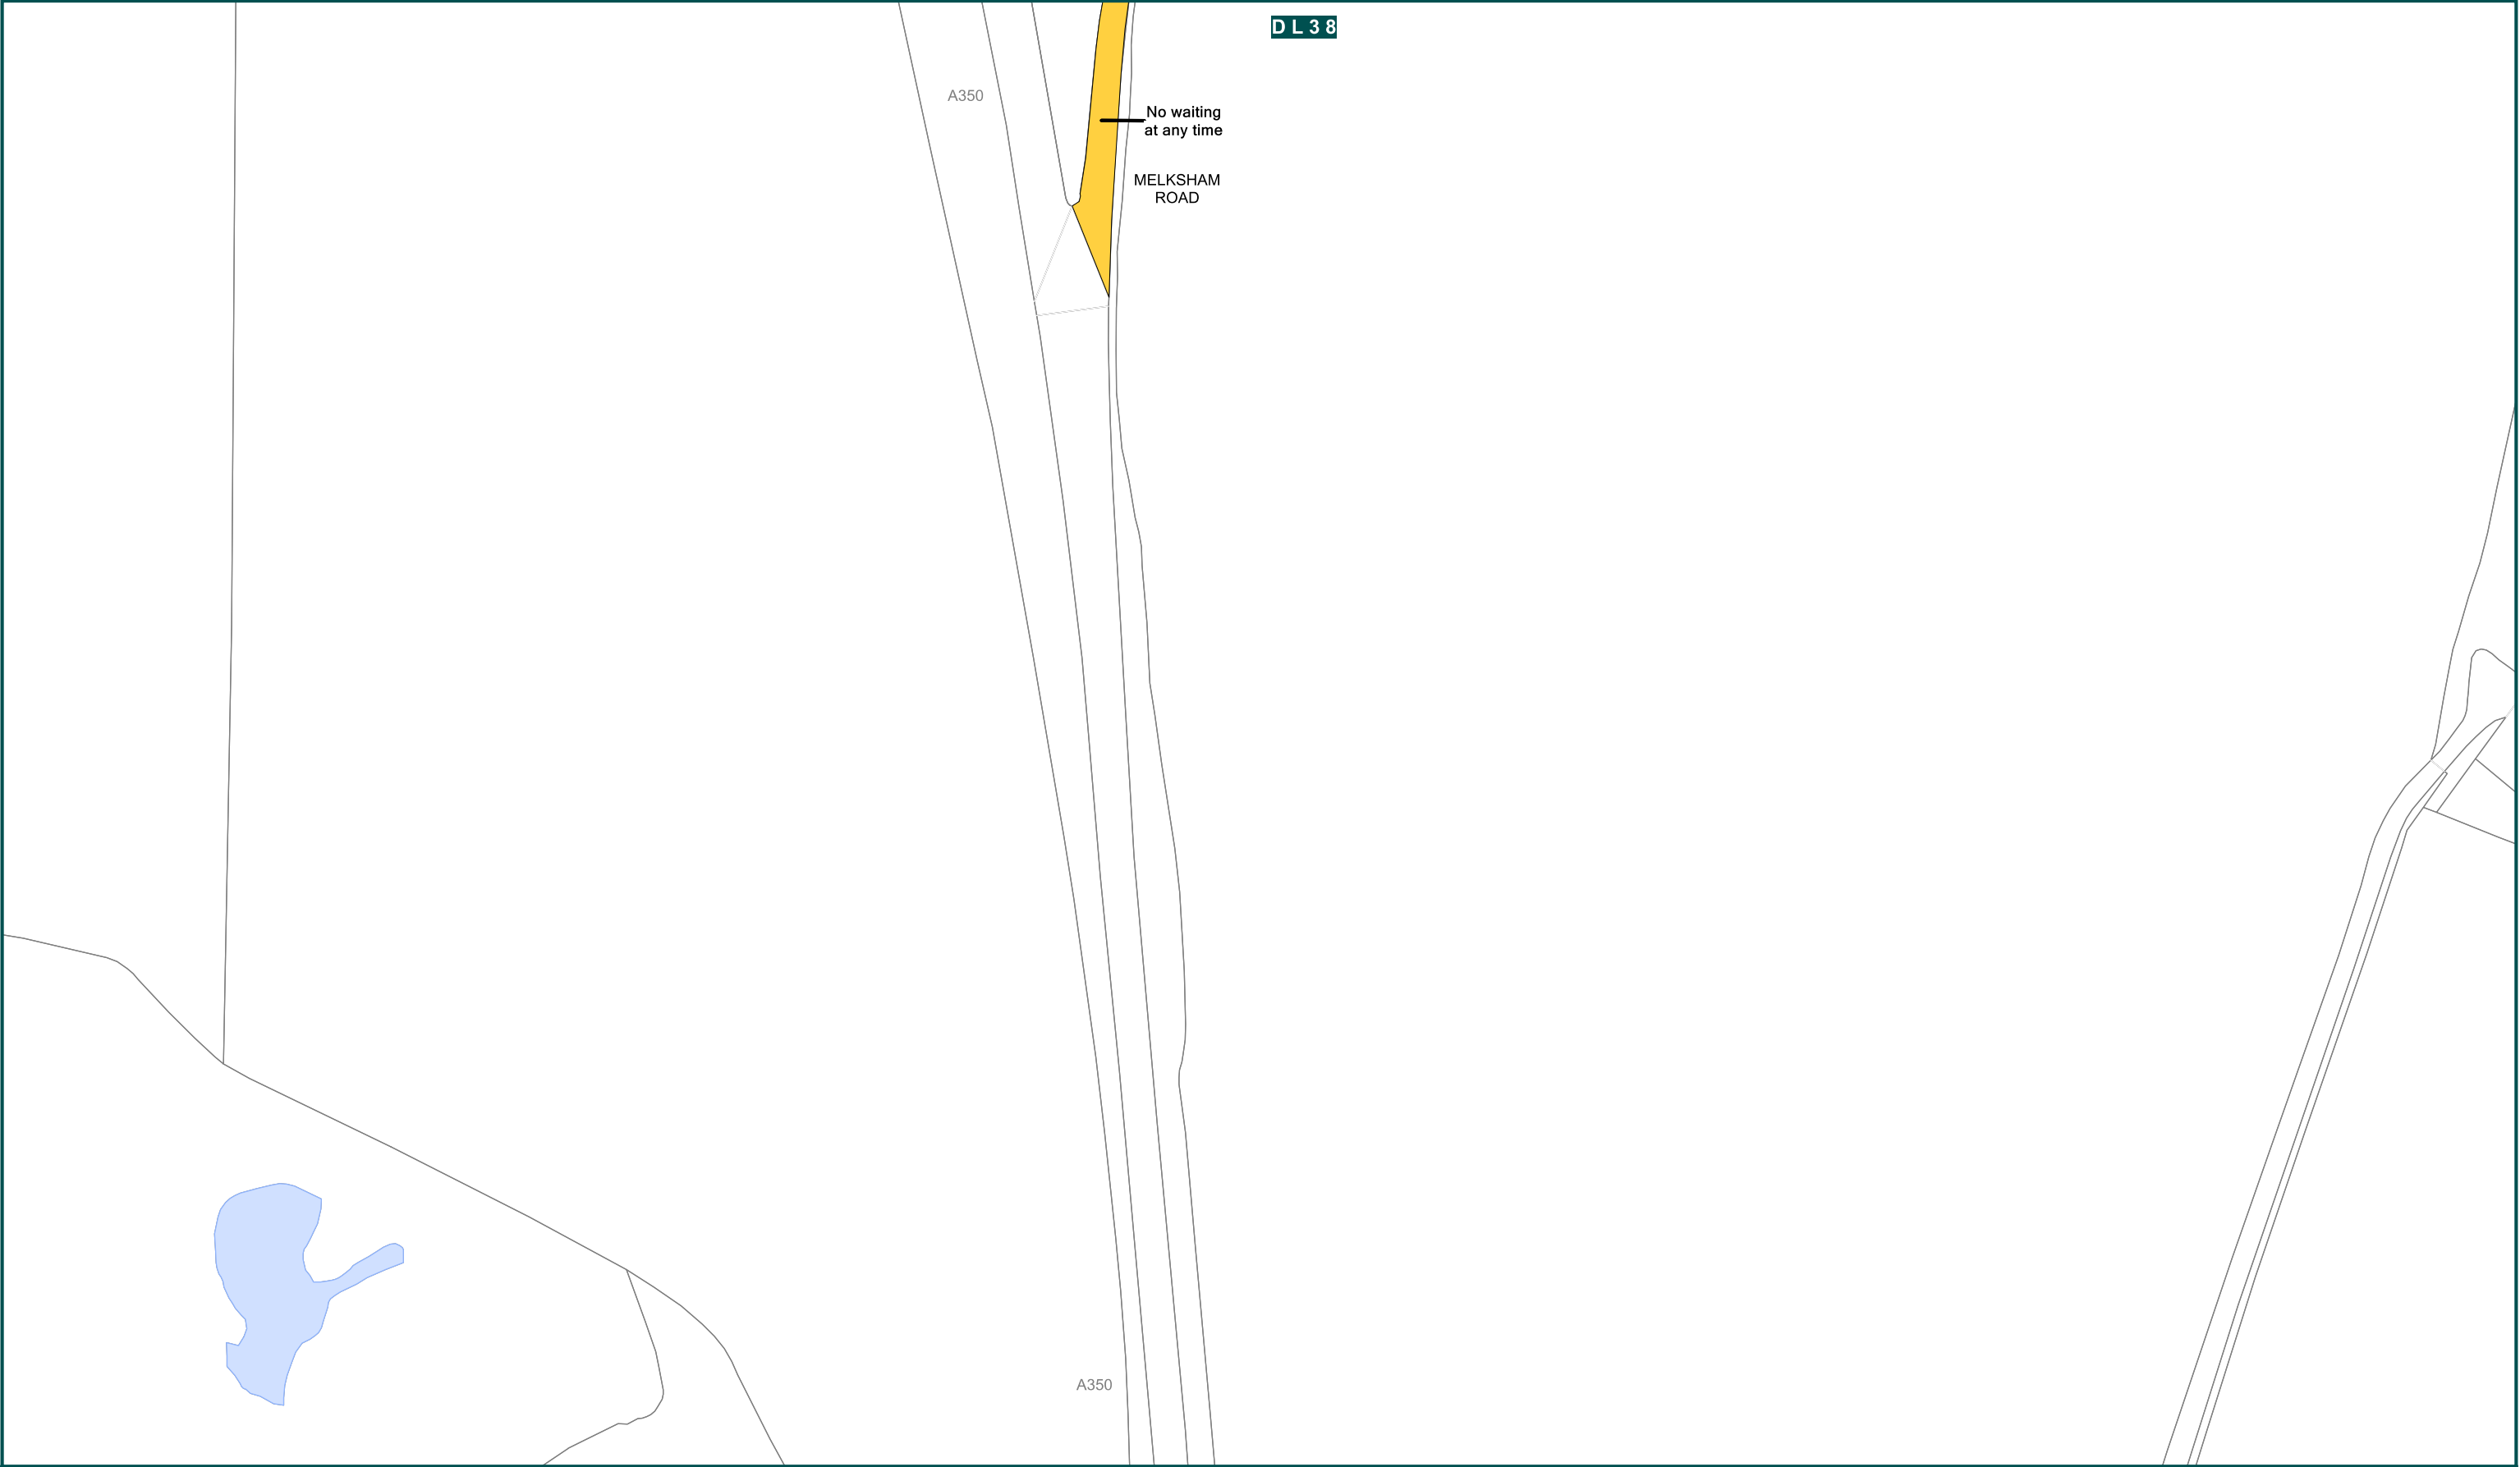 DL38
A350
No waiting
at any time
MELKSHAM
ROAD
A350